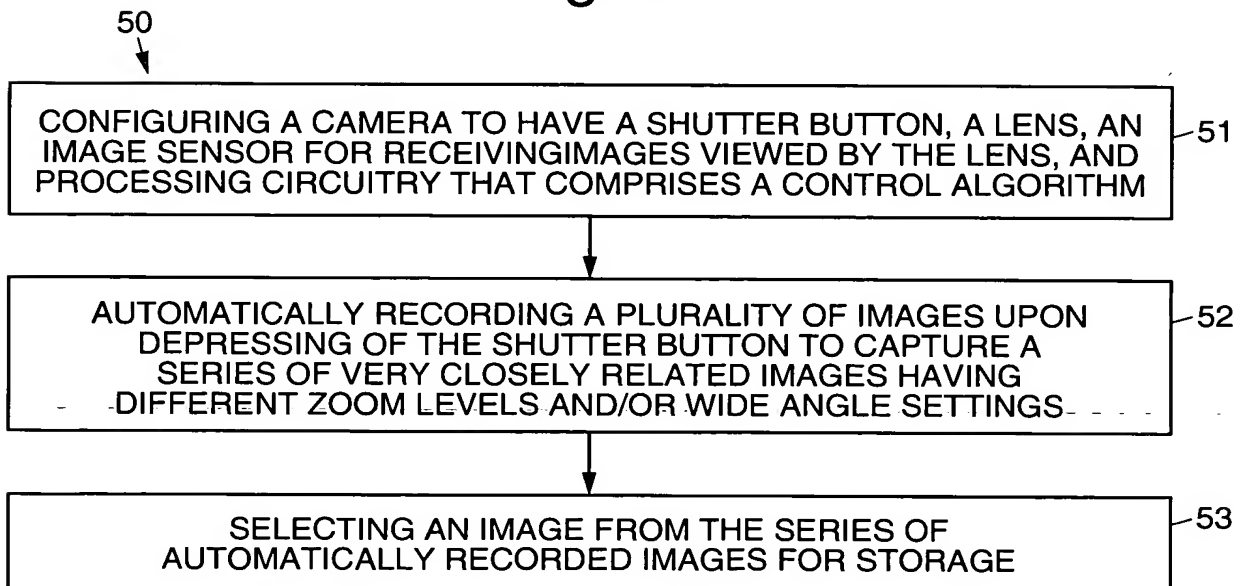 50
CONFIGURING A CAMERA TO HAVE A SHUTTER BUTTON, A LENS, AN
IMAGE SENSOR FOR RECEIVINGIMAGES VIEWED BY THE LENS, AND
PROCESSING CIRCUITRY THAT COMPRISES A CONTROL ALGORITHM
51
AUTOMATICALLY RECORDING A PLURALITY OF IMAGES UPON
DEPRESSING OF THE SHUTTER BUTTON TO CAPTURE A
SERIES OF VERY CLOSELY RELATED IMAGES HAVING
DIFFERENT ZOOM LEVELS AND/OR WIDE ANGLE SETTINGS
52
SELECTING AN IMAGE FROM THE SERIES OF
AUTOMATICALLY RECORDED IMAGES FOR STORAGE
53